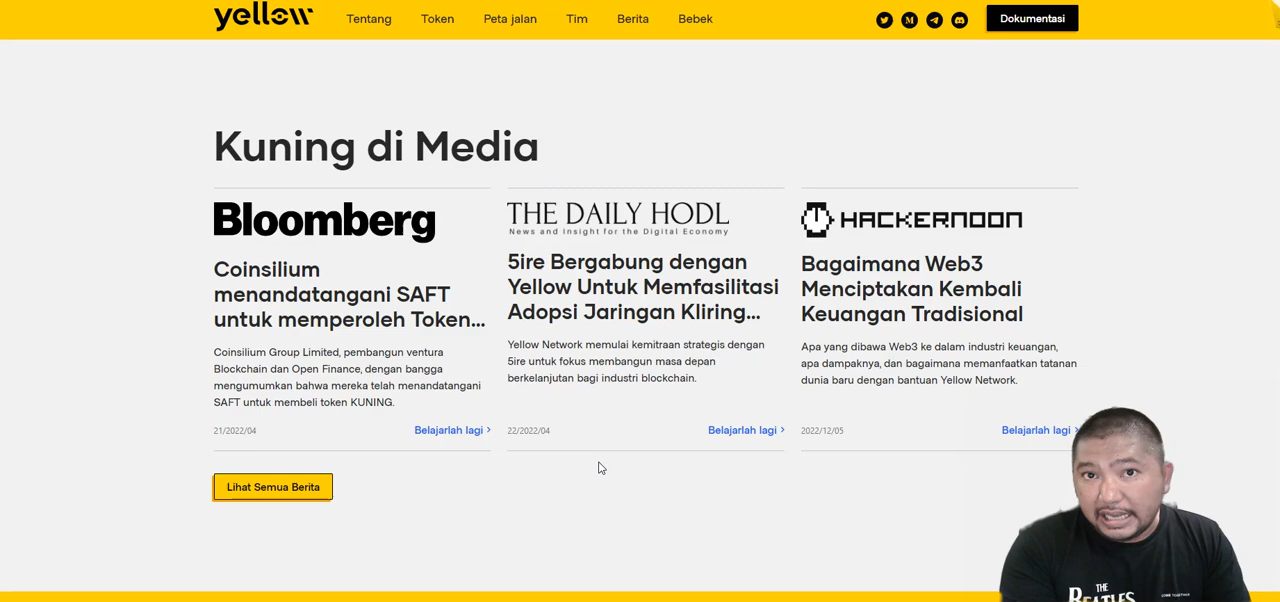 yellow
Tentang
Token
Peta jalan
Tim
Berita
Bebek
Dokumentasi
Kuning di Media
Bloomberg
Coinsilium
menandatangani SAFT
untuk memperoleh Token...
Coinsilium Group Limited, pembangun ventura
Blockchain dan Open Finance, dengan bangga
mengumumkan bahwa mereka telah menandatangani
SAFT untuk membeli token KUNING.
21/2022/04
Belajarlah lagi >
THE DAILY HODL
News and Insight for the Digital Economy
5ire Bergabung dengan
Yellow Untuk Memfasilitasi
Adopsi Jaringan Kliring...
Yellow Network memulai kemitraan strategis dengan
5ire untuk fokus membangun masa depan
berkelanjutan bagi industri blockchain.
22/2022/04
Belajarlah lagi >
HACKERNOON
Bagaimana Web3
Menciptakan Kembali
Keuangan Tradisional
Apa yang dibawa Web3 ke dalam industri keuangan,
apa dampaknya, dan bagaimana memanfaatkan tatanan
dunia baru dengan bantuan Yellow Network.
2022/12/05
Belajarlah lagi >
Lihat Semua Berita
THE
BEATLES
COME TOGETHER